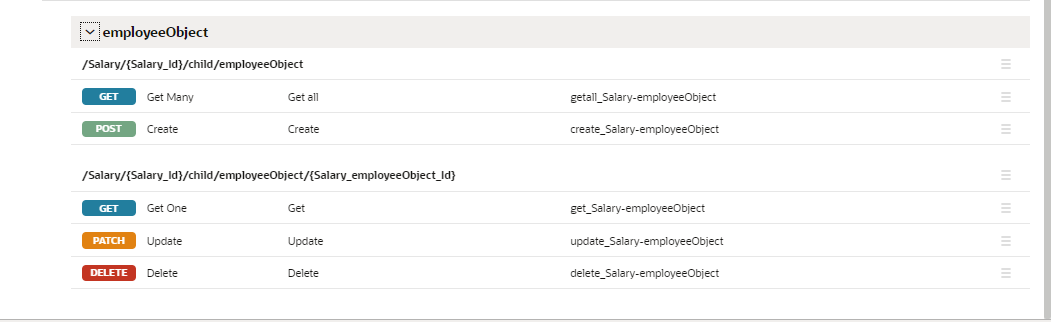 employeeObject
/Salary/{Salary_Id}/child/employeeObject
GET Get Many Get all getall_Salary-employeeObject
POST Create Create create_Salary-employeeObject
/Salary/{Salary_Id}/child/employeeObject/{Salary_employeeObject_Id}
GET Get One Get get_Salary-employeeObject
PATCH Update Update update_Salary-employeeObject
DELETE Delete Delete delete_Salary-employeeObject